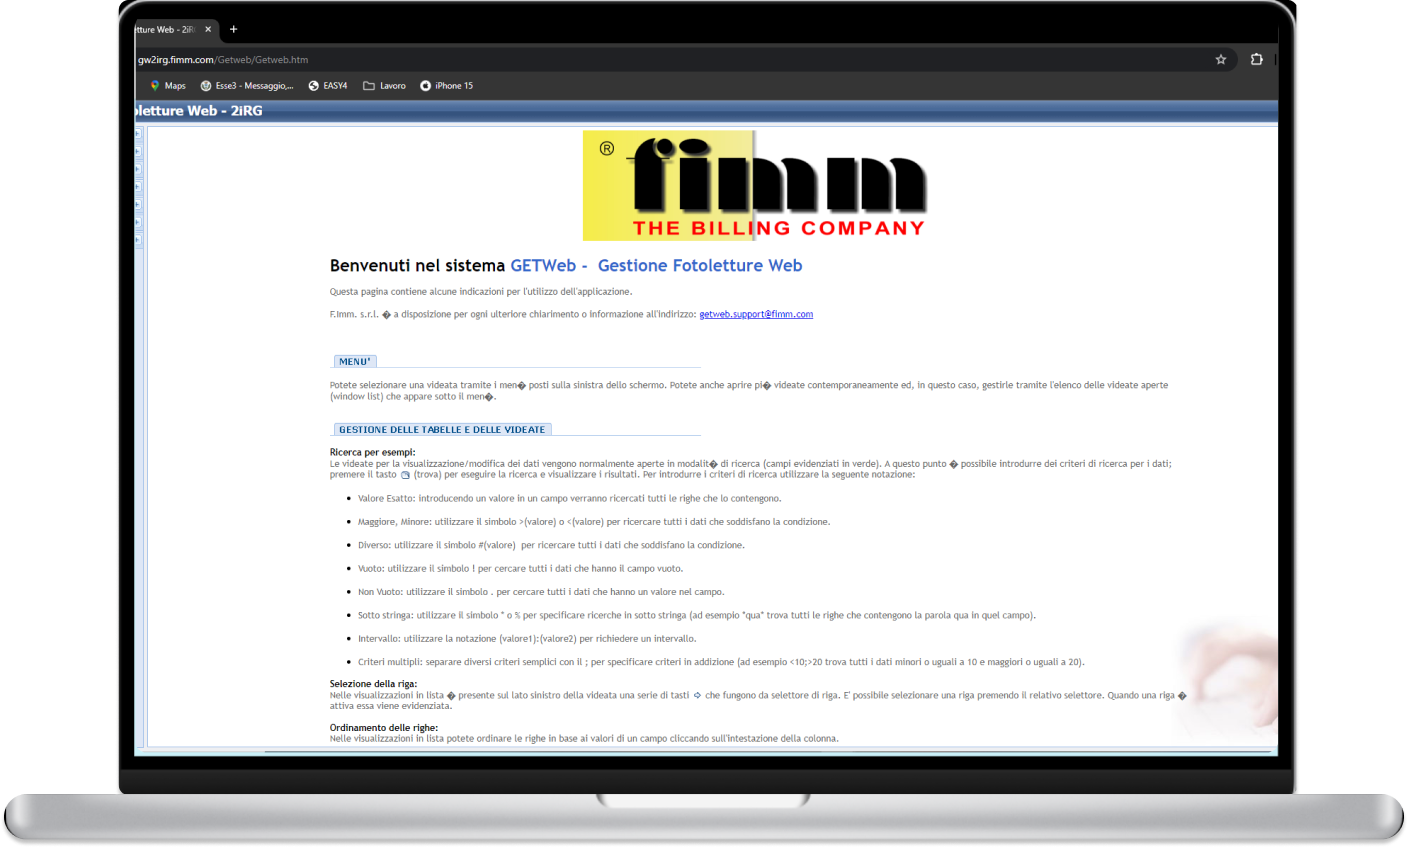 tture Web - 2iR
gw2irg.fimm.com/Getweb/Getweb.htm
Maps Esse3 - Messaggio,... EASY4 Lavoro iPhone 15
letture Web - 2iRG
® fimm
THE BILLING COMPANY
Benvenuti nel sistema GETWeb - Gestione Fotoletture Web
Questa pagina contiene alcune indicazioni per l'utilizzo dell'applicazione.
F.Imm. s.r.l. � a disposizione per ogni ulteriore chiarimento o informazione all'indirizzo: getweb.support@fimm.com
MENU'
Potete selezionare una videata tramite i men� posti sulla sinistra dello schermo. Potete anche aprire pi� videate contemporaneamente ed, in questo caso, gestirle tramite l'elenco delle videate aperte
(window list) che appare sotto il men�.
GESTIONE DELLE TABELLE E DELLE VIDEATE
Ricerca per esempi:
Le videate per la visualizzazione/modifica dei dati vengono normalmente aperte in modalit� di ricerca (campi evidenziati in verde). A questo punto � possibile introdurre dei criteri di ricerca per i dati;
premere il tasto (trova) per eseguire la ricerca e visualizzare i risultati. Per introdurre i criteri di ricerca utilizzare la seguente notazione:
• Valore Esatto: introducendo un valore in un campo verranno ricercati tutti le righe che lo contengono.
• Maggiore, Minore: utilizzare il simbolo >(valore) o <(valore) per ricercare tutti i dati che soddisfano la condizione.
• Diverso: utilizzare il simbolo #(valore) per ricercare tutti i dati che soddisfano la condizione.
• Vuoto: utilizzare il simbolo ! per cercare tutti i dati che hanno il campo vuoto.
• Non Vuoto: utilizzare il simbolo . per cercare tutti i dati che hanno un valore nel campo.
• Sotto stringa: utilizzare il simbolo * o % per specificare ricerche in sotto stringa (ad esempio *qua* trova tutti le righe che contengono la parola qua in quel campo).
• Intervallo: utilizzare la notazione (valore1):(valore2) per richiedere un intervallo.
• Criteri multipli: separare diversi criteri semplici con il ; per specificare criteri in addizione (ad esempio <10;>20 trova tutti i dati minori o uguali a 10 e maggiori o uguali a 20).
Selezione della riga:
Nelle visualizzazioni in lista � presente sul lato sinistro della videata una serie di tasti che fungono da selettore di riga. E' possibile selezionare una riga premendo il relativo selettore. Quando una riga �
attiva essa viene evidenziata.
Ordinamento delle righe:
Nelle visualizzazioni in lista potete ordinare le righe in base ai valori di un campo cliccando sull'intestazione della colonna.